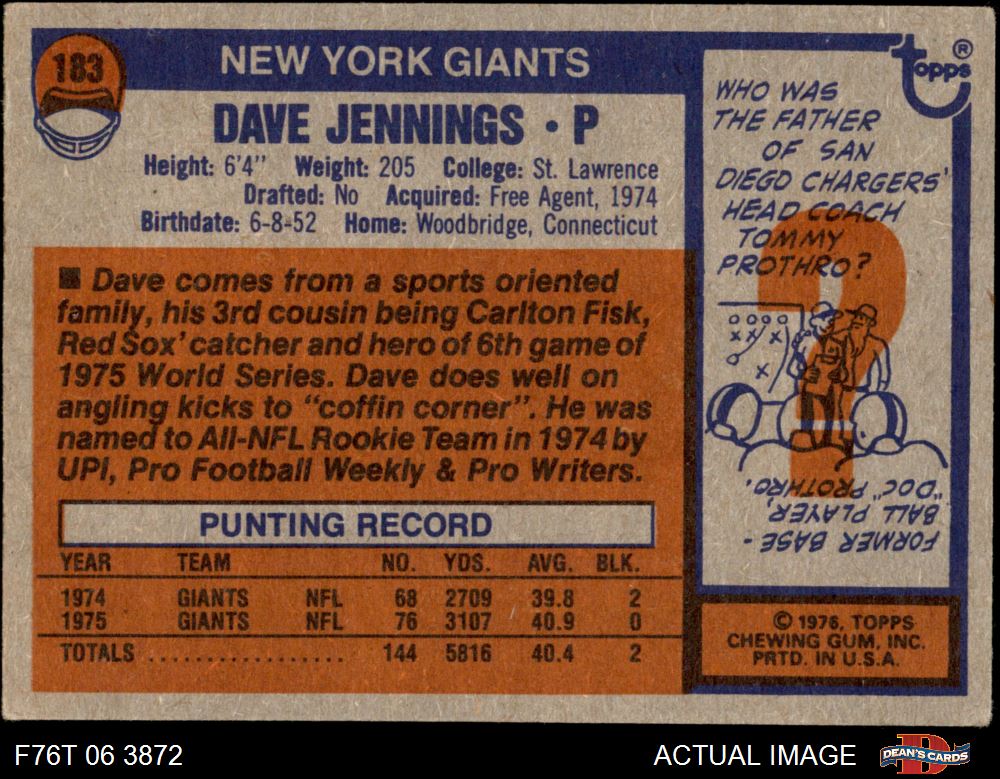 183
NEW YORK GIANTS
DAVE JENNINGS • P
Height: 6'4" Weight: 205 College: St. Lawrence
Drafted: No Acquired: Free Agent, 1974
Birthdate: 6-8-52 Home: Woodbridge, Connecticut
■ Dave comes from a sports oriented
family, his 3rd cousin being Carlton Fisk,
Red Sox' catcher and hero of 6th game of
1975 World Series. Dave does well on
angling kicks to "coffin corner". He was
named to All-NFL Rookie Team in 1974 by
UPI, Pro Football Weekly & Pro Writers.
PUNTING RECORD
YEAR TEAM NO. YDS. AVG. BLK.
1974 GIANTS NFL 68 2709 39.8 2
1975 GIANTS NFL 76 3107 40.9 0
TOTALS .................. 144 5816 40.4 2
topps®
WHO WAS
THE FATHER
OF SAN
DIEGO CHARGERS'
HEAD COACH
TOMMY
PROTHRO?
?
FORMER BASE-
BALL PLAYER,
"DOC" PROTHRO.
© 1976, TOPPS
CHEWING GUM, INC.
PRTD. IN U.S.A.
F76T 06 3872
ACTUAL IMAGE
DEAN'S CARDS